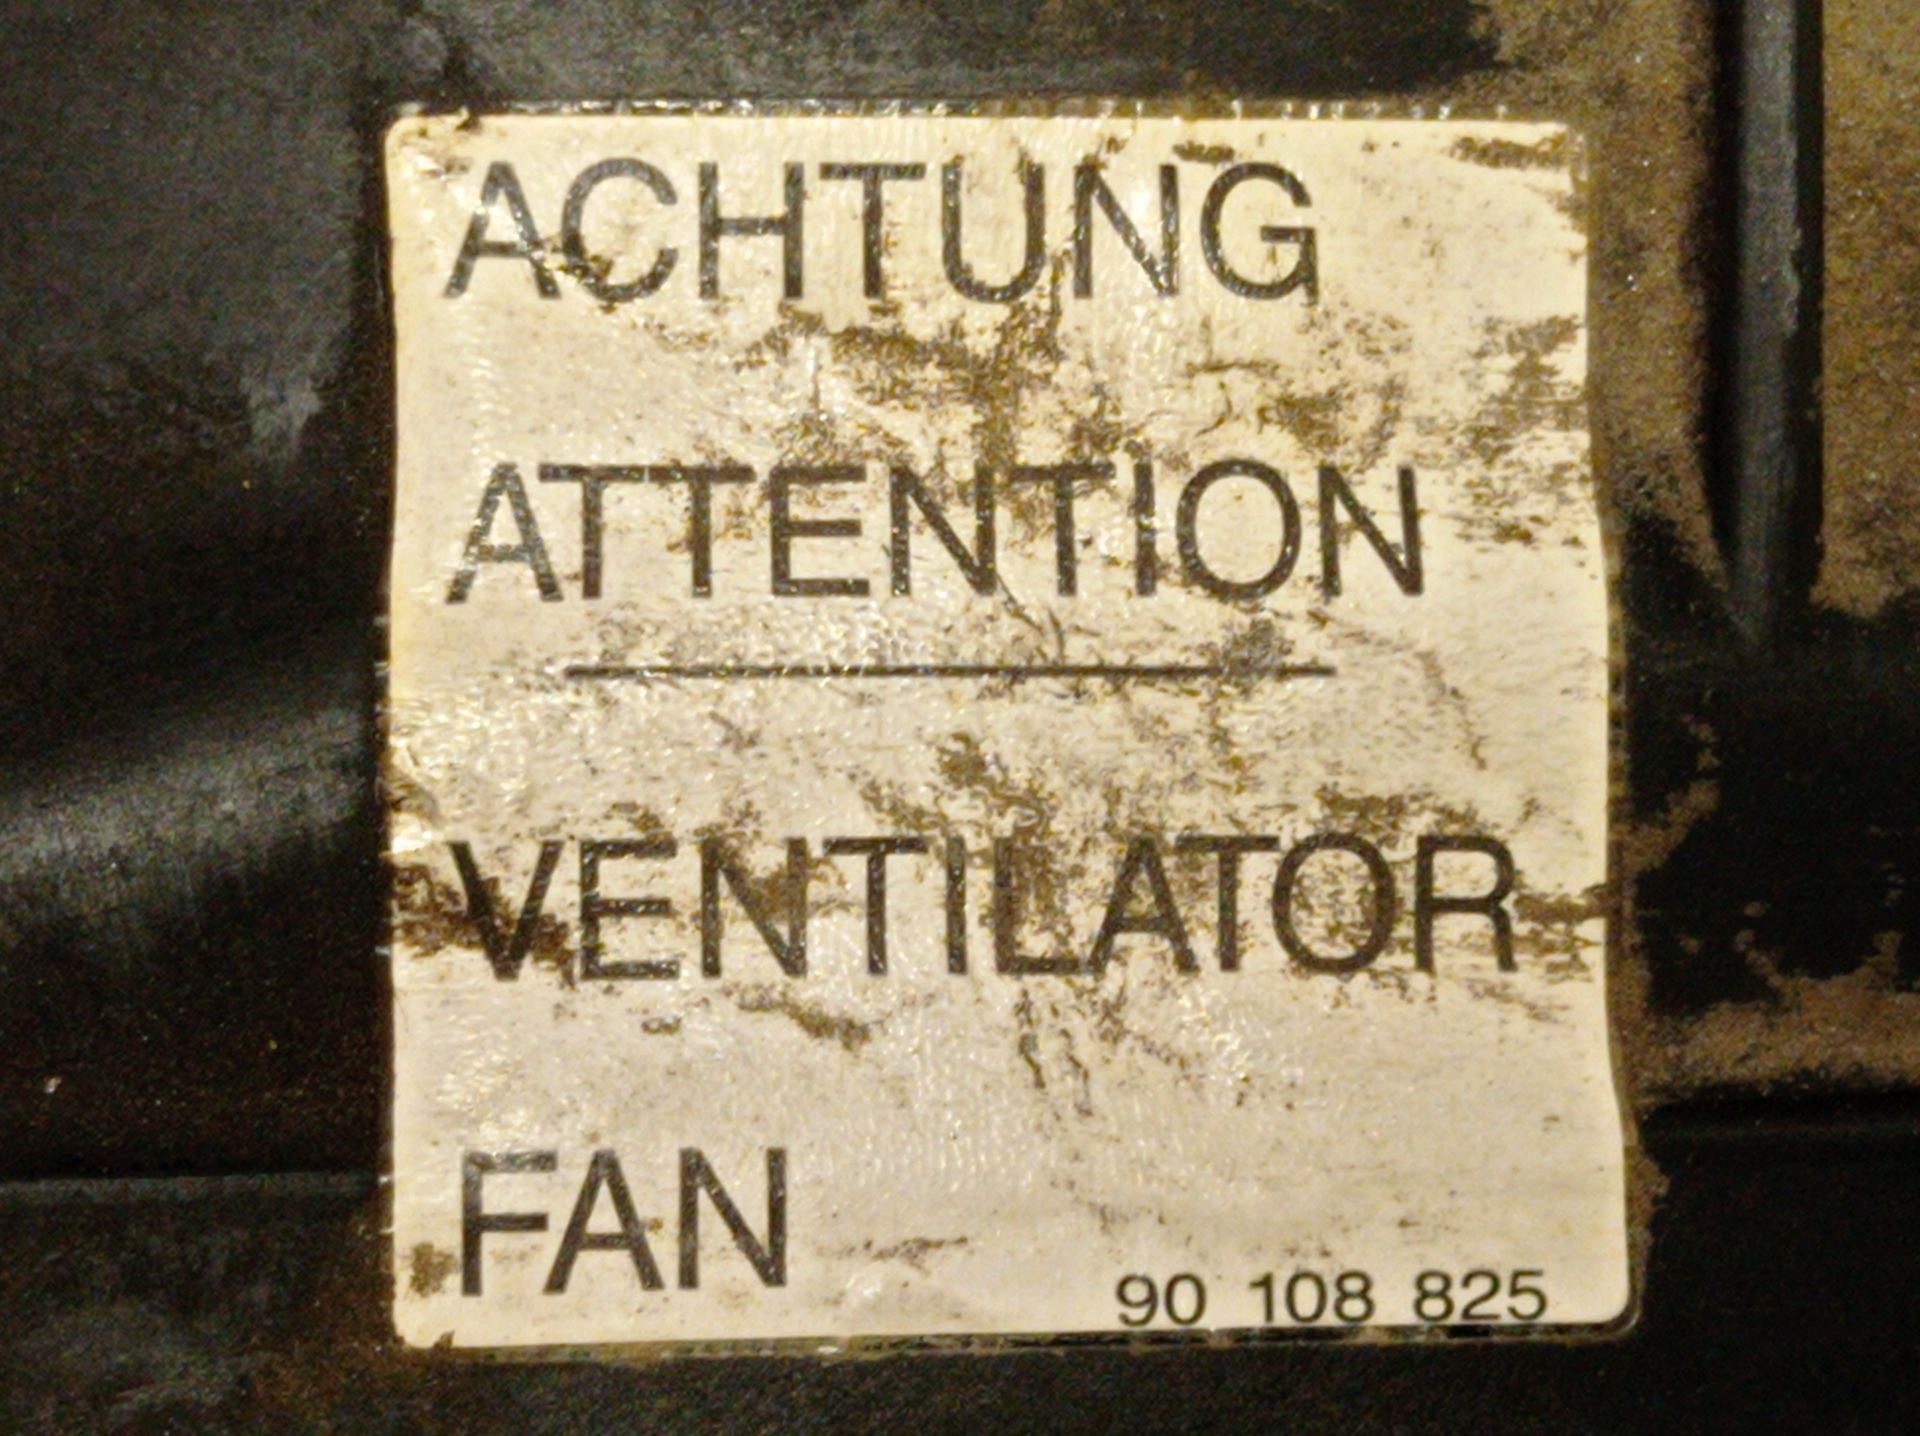 ACHTUNG
ATTENTION
VENTILATOR
FAN
90 108 825